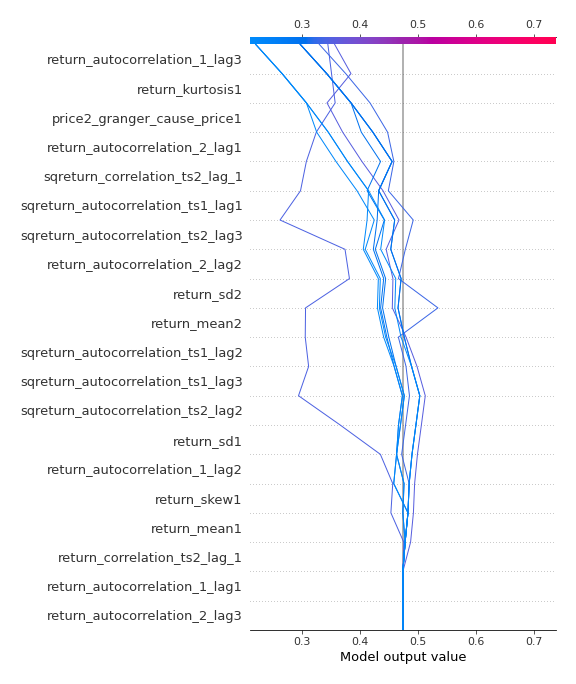 0.3 0.4 0.5 0.6 0.7
return_autocorrelation_1_lag3
return_kurtosis1
price2_granger_cause_price1
return_autocorrelation_2_lag1
sqreturn_correlation_ts2_lag_1
sqreturn_autocorrelation_ts1_lag1
sqreturn_autocorrelation_ts2_lag3
return_autocorrelation_2_lag2
return_sd2
return_mean2
sqreturn_autocorrelation_ts1_lag2
sqreturn_autocorrelation_ts1_lag3
sqreturn_autocorrelation_ts2_lag2
return_sd1
return_autocorrelation_1_lag2
return_skew1
return_mean1
return_correlation_ts2_lag_1
return_autocorrelation_1_lag1
return_autocorrelation_2_lag3
0.3 0.4 0.5 0.6 0.7
Model output value